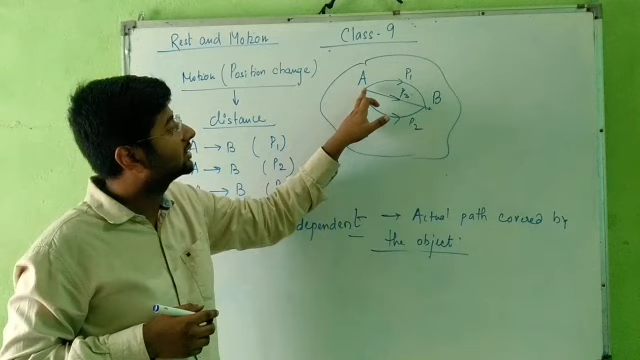 Rest and Motion
Class-9
Motion (Position change)
↓
distance
A → B (P1)
A → B (P2)
→ B (
A
P1
P3
B
P2
dependent → Actual path covered by
the object.